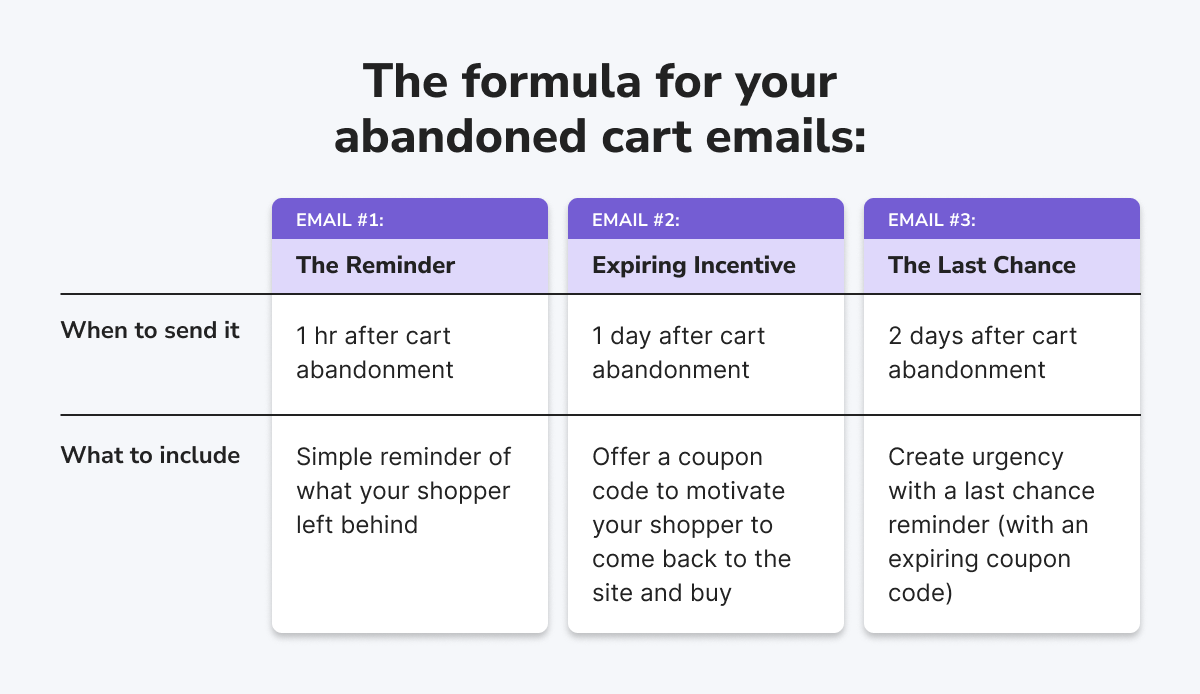 The formula for your
abandoned cart emails:
EMAIL #1:
The Reminder
EMAIL #2:
Expiring Incentive
EMAIL #3:
The Last Chance
When to send it
1 hr after cart
abandonment
1 day after cart
abandonment
2 days after cart
abandonment
What to include
Simple reminder of
what your shopper
left behind
Offer a coupon
code to motivate
your shopper to
come back to the
site and buy
Create urgency
with a last chance
reminder (with an
expiring coupon
code)